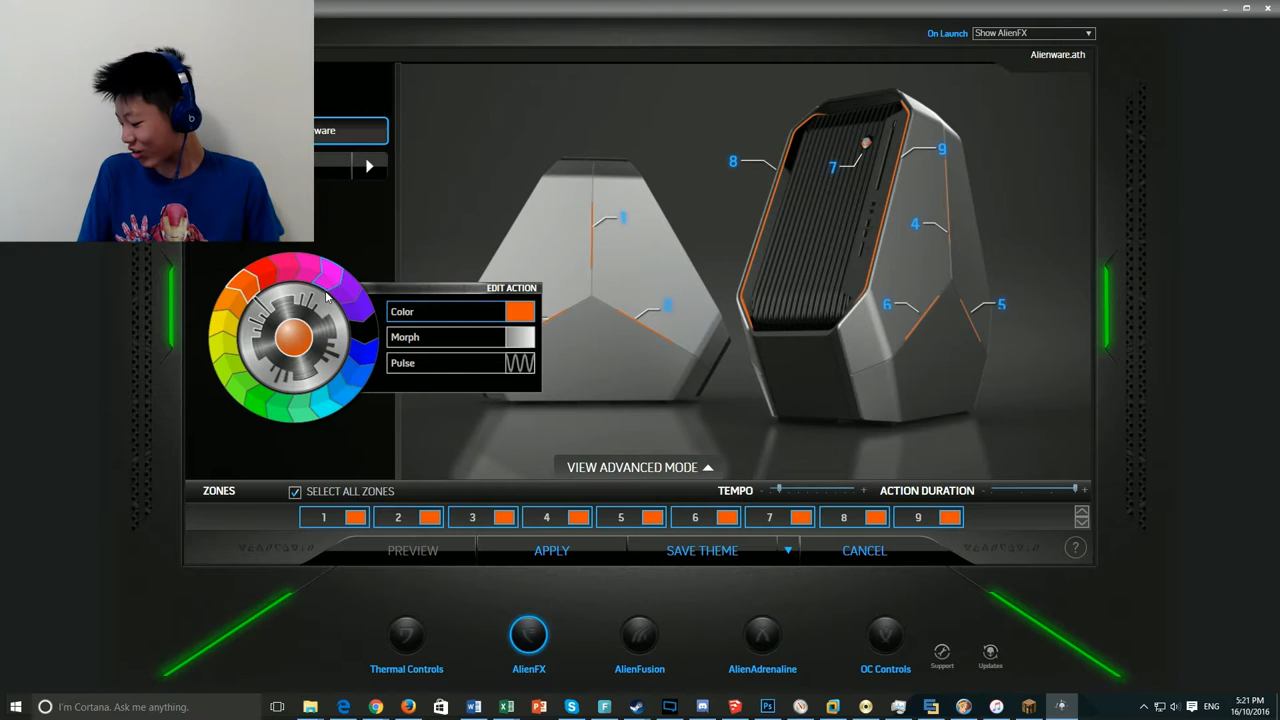 On Launch Show AlienFX
Alienware.ath
ware
8
7
9
1
4
2
6
5
EDIT ACTION
Color
Morph
Pulse
VIEW ADVANCED MODE
ZONES
SELECT ALL ZONES
TEMPO - +
ACTION DURATION - +
1 2 3 4 5 6 7 8 9
PREVIEW APPLY SAVE THEME CANCEL ?
Thermal Controls AlienFX AlienFusion AlienAdrenaline OC Controls Support Updates
I'm Cortana. Ask me anything.
ENG
5:21 PM
16/10/2016